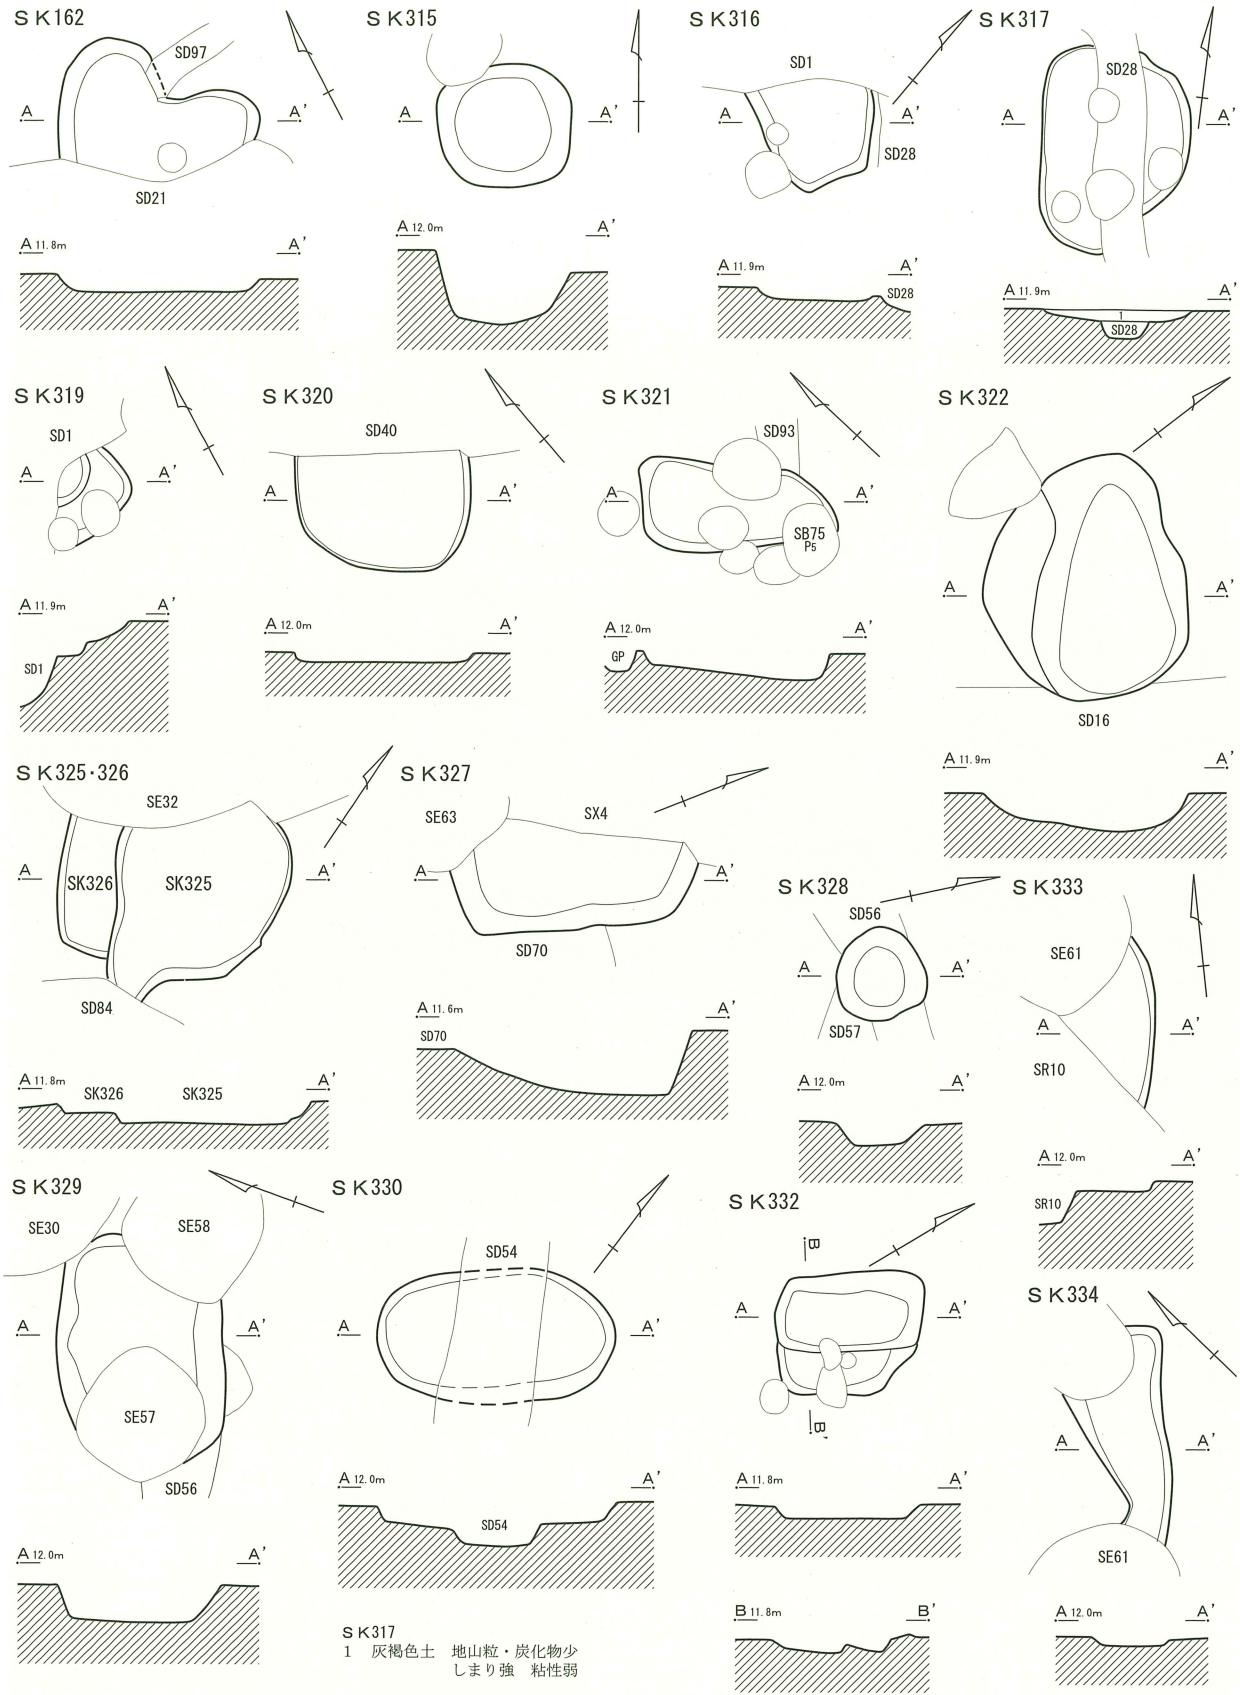 SK162
SD97
A A'
SD21
A 11.8m A'
SK315
A A'
A 12.0m A'
SK316
SD1
A A'
SD28
A 11.9m A'
SD28
SK317
SD28
A A'
A 11.9m A'
1
SD28
SK319
SD1
A A'
A 11.9m A'
SD1
SK320
SD40
A A'
A 12.0m A'
SK321
SD93
A A'
SB75
P5
A 12.0m A'
GP
SK322
A A'
SD16
A 11.9m A'
SK325・326
SE32
A A'
SK326 SK325
SD84
A 11.8m A'
SK326 SK325
SK327
SE63 SX4
A A'
SD70
A 11.6m A'
SD70
SK328
SD56
A A'
SD57
A 12.0m A'
SK333
SE61
A A'
SR10
A 12.0m A'
SR10
SK329
SE30 SE58
A A'
SE57
SD56
A 12.0m A'
SK330
SD54
A A'
A 12.0m A'
SD54
SK332
B
A A'
B'
A 11.8m A'
B 11.8m B'
SK334
A A'
SE61
A 12.0m A'
SK317
1 灰褐色土 地山粒・炭化物少
しまり強 粘性弱